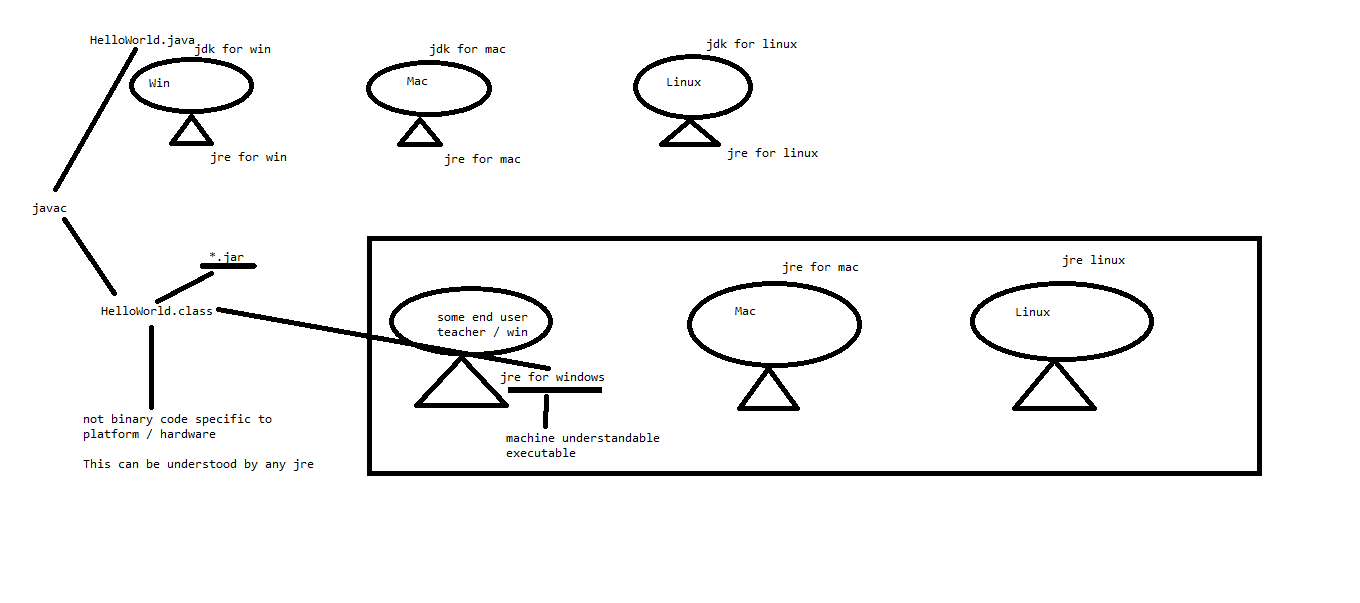 HelloWorld.java
jdk for win
jdk for mac
jdk for linux
Win
Mac
Linux
jre for win
jre for mac
jre for linux
javac
*.jar
HelloWorld.class
not binary code specific to
platform / hardware
This can be understood by any jre
some end user
teacher / win
jre for windows
machine understandable
executable
jre for mac
Mac
jre linux
Linux